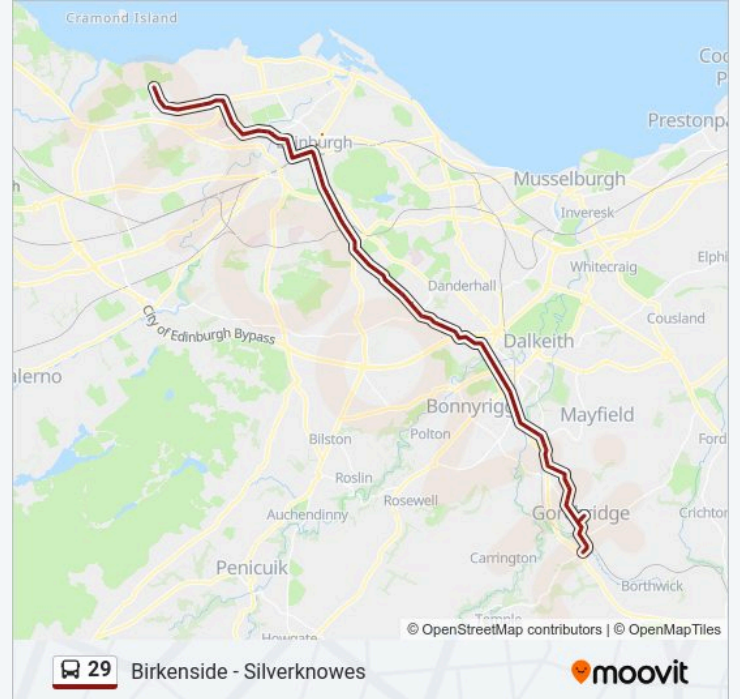 Cramond Island
Prestonpa
Edinburgh
Musselburgh
Inveresk
Elphi
Whitecraig
Danderhall
Cousland
City of Edinburgh Bypass
Dalkeith
alerno
Bonnyrigg
Mayfield
Polton
Bilston
Ford
Roslin
Rosewell
Auchendinny
Gorebridge
Crichton
Carrington
Penicuik
Borthwick
Temple
Howgate
© OpenStreetMap contributors | © OpenMapTiles
29 Birkenside - Silverknowes
moovit